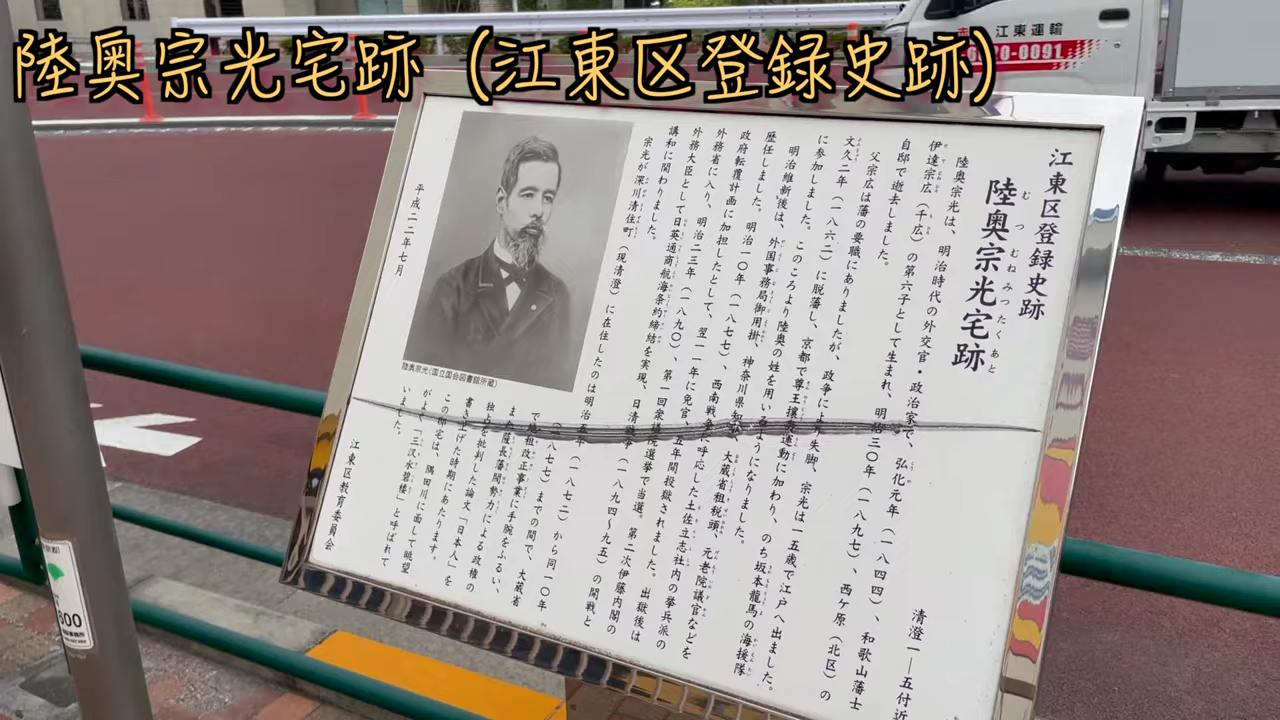 陸奥宗光宅跡（江東区登録史跡）
江東運輸
0-0091
江東区登録史跡
陸奥宗光宅跡
むつむねみつたくあと
清澄一―五付近
陸奥宗光は、明治時代の外交官・政治家で、弘化元年（一八四四）、和歌山藩士
伊達宗広（千広）の第六子として生まれ、明治三〇年（一八九七）、西ヶ原（北区）の
自邸で逝去しました。
父宗広は藩の要職にありましたが、政争により失脚、宗光は一五歳で江戸へ出ました。
文久二年（一八六二）に脱藩し、京都で尊王攘夷運動に加わり、のち坂本龍馬の海援隊
に参加しました。このころより陸奥の姓を用いるようになりました。
明治維新後は、外国事務局御用掛、神奈川県知事、大蔵省租税頭、元老院議官などを
歴任しました。明治一〇年（一八七七）、西南戦争に呼応した土佐立志社内の挙兵派の
政府転覆計画に加担したとして、翌一一年に免官、五年間投獄されました。出獄後は
外務省に入り、明治二三年（一八九〇）、第一回衆議院選挙で当選。第二次伊藤内閣の
外務大臣として日英通商航海条約締結を実現、日清戦争（一八九四〜九五）の開戦と
講和に関わりました。
宗光が深川清住町（現清澄）に在住したのは明治五年（一八七二）から同一〇年
（一八七七）までの間で、大蔵省
で地租改正事業に手腕をふるい、
また薩長藩閥勢力による政権の
独占を批判した論文「日本人」を
書き上げた時期にあたります。
この邸宅は、隅田川に面して眺望
がよく「三汊水碧楼」と呼ばれて
いました。
陸奥宗光（国立国会図書館所蔵）
平成二二年七月
江東区教育委員会
800